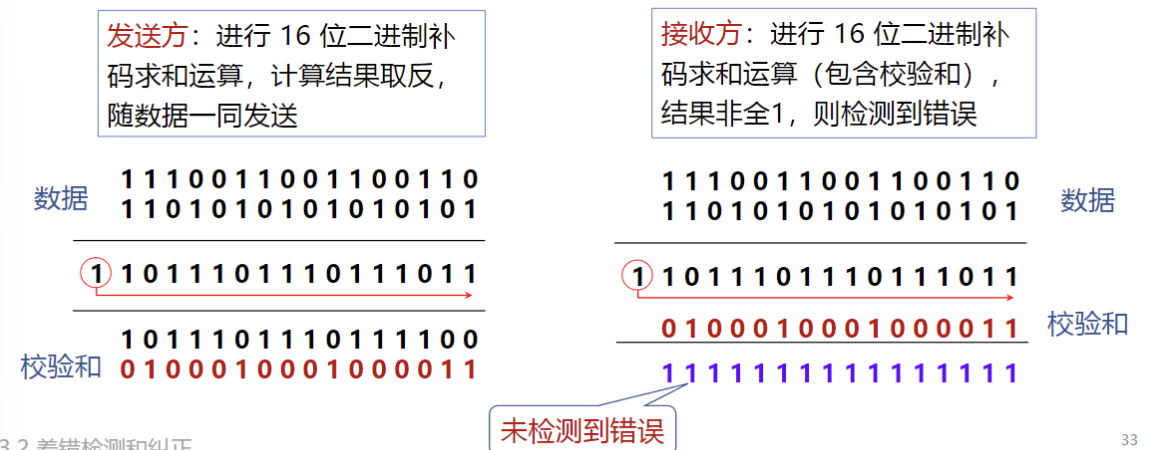 发送方：进行 16 位二进制补
码求和运算，计算结果取反，
随数据一同发送
数据
1 1 1 0 0 1 1 0 0 1 1 0 0 1 1 0
1 1 0 1 0 1 0 1 0 1 0 1 0 1 0 1
1 1 0 1 1 1 0 1 1 1 0 1 1 1 0 1 1
1 0 1 1 1 0 1 1 1 0 1 1 1 1 0 0
校验和 0 1 0 0 0 1 0 0 0 1 0 0 0 0 1 1
接收方：进行 16 位二进制补
码求和运算（包含校验和），
结果非全1，则检测到错误
1 1 1 0 0 1 1 0 0 1 1 0 0 1 1 0
1 1 0 1 0 1 0 1 0 1 0 1 0 1 0 1
数据
1 1 0 1 1 1 0 1 1 1 0 1 1 1 0 1 1
0 1 0 0 0 1 0 0 0 1 0 0 0 0 1 1 校验和
1 1 1 1 1 1 1 1 1 1 1 1 1 1 1 1
未检测到错误
3.2 差错检测和纠正
33